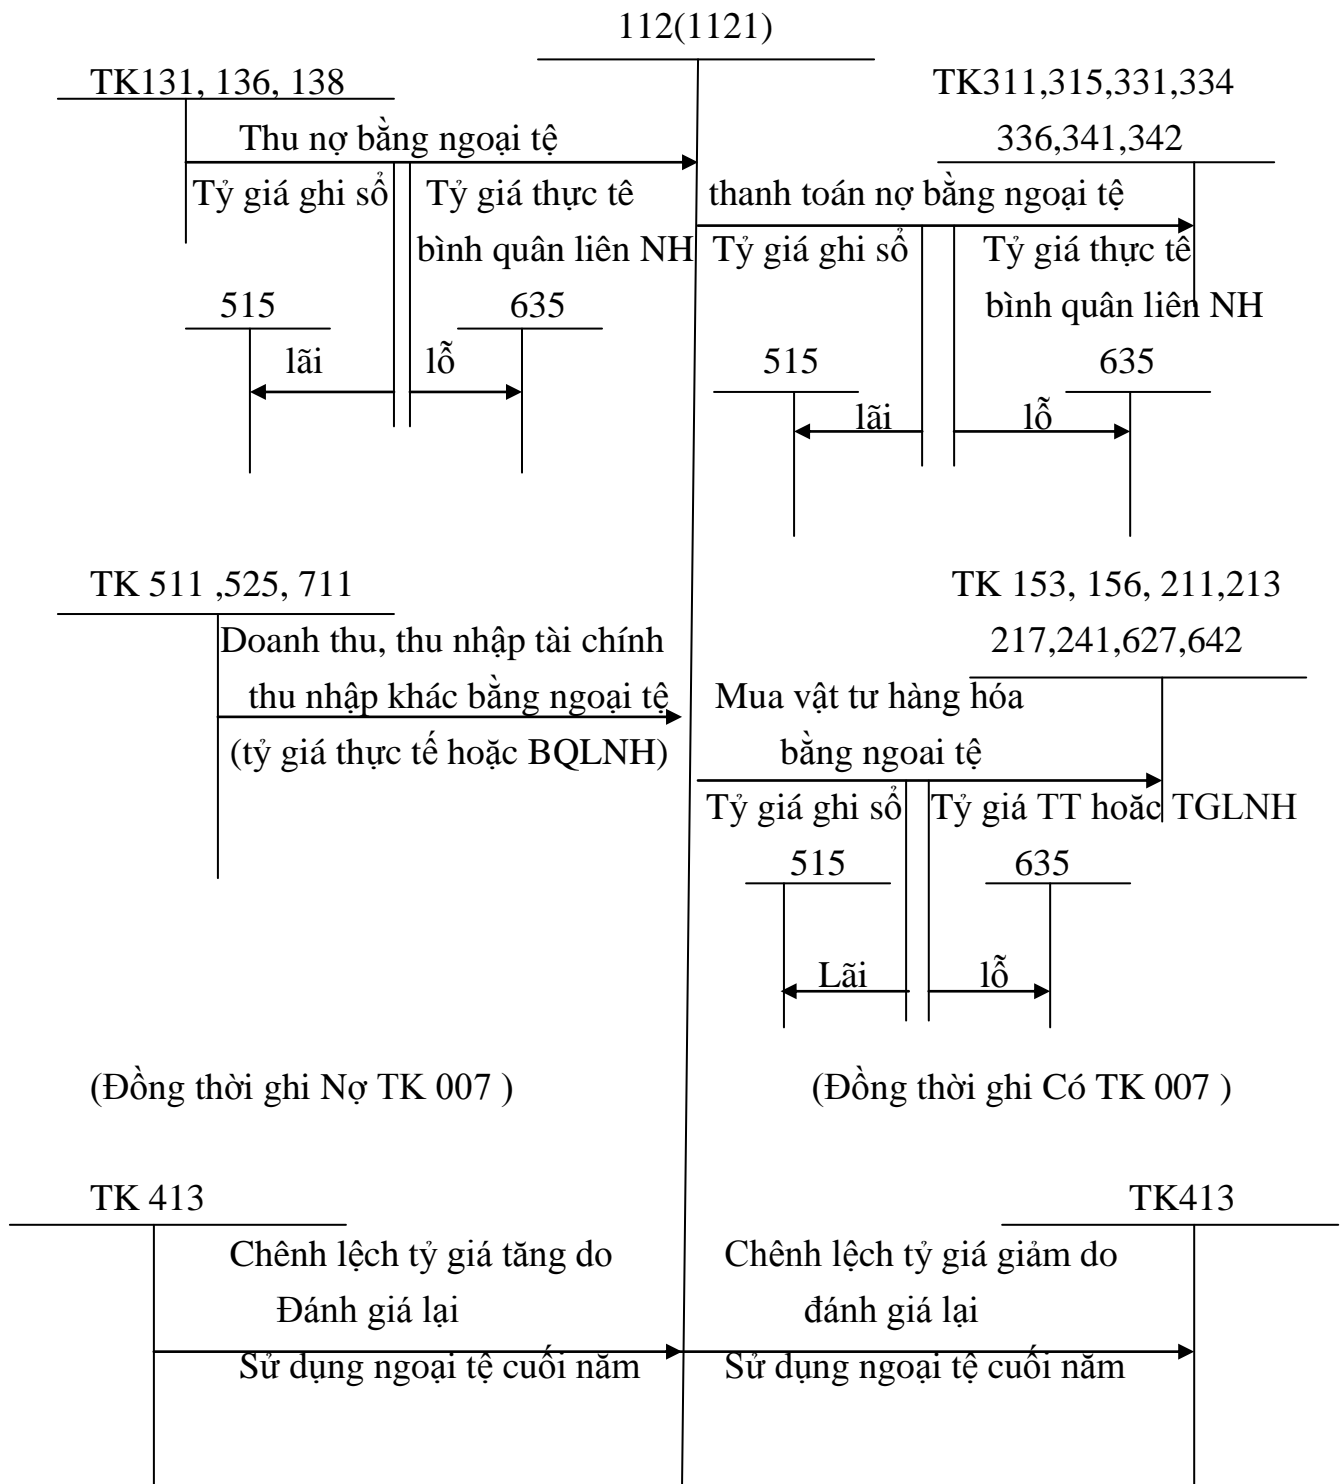 112(1121)
TK131, 136, 138
TK311,315,331,334
336,341,342
Thu nợ bằng ngoại tệ
Tỷ giá ghi sổ
Tỷ giá thực tê
bình quân liên NH
thanh toán nợ bằng ngoại tệ
Tỷ giá ghi sổ
Tỷ giá thực tê
bình quân liên NH
515
635
lãi
lỗ
515
635
lãi
lỗ
TK 511 ,525, 711
TK 153, 156, 211,213
217,241,627,642
Doanh thu, thu nhập tài chính
thu nhập khác bằng ngoại tệ
(tỷ giá thực tế hoặc BQLNH)
Mua vật tư hàng hóa
bằng ngoai tệ
Tỷ giá ghi sổ
Tỷ giá TT hoăc TGLNH
515
635
Lãi
lỗ
(Đồng thời ghi Nợ TK 007 )
(Đồng thời ghi Có TK 007 )
TK 413
TK413
Chênh lệch tỷ giá tăng do
Đánh giá lại
Sử dụng ngoại tệ cuối năm
Chênh lệch tỷ giá giảm do
đánh giá lại
Sử dụng ngoại tệ cuối năm